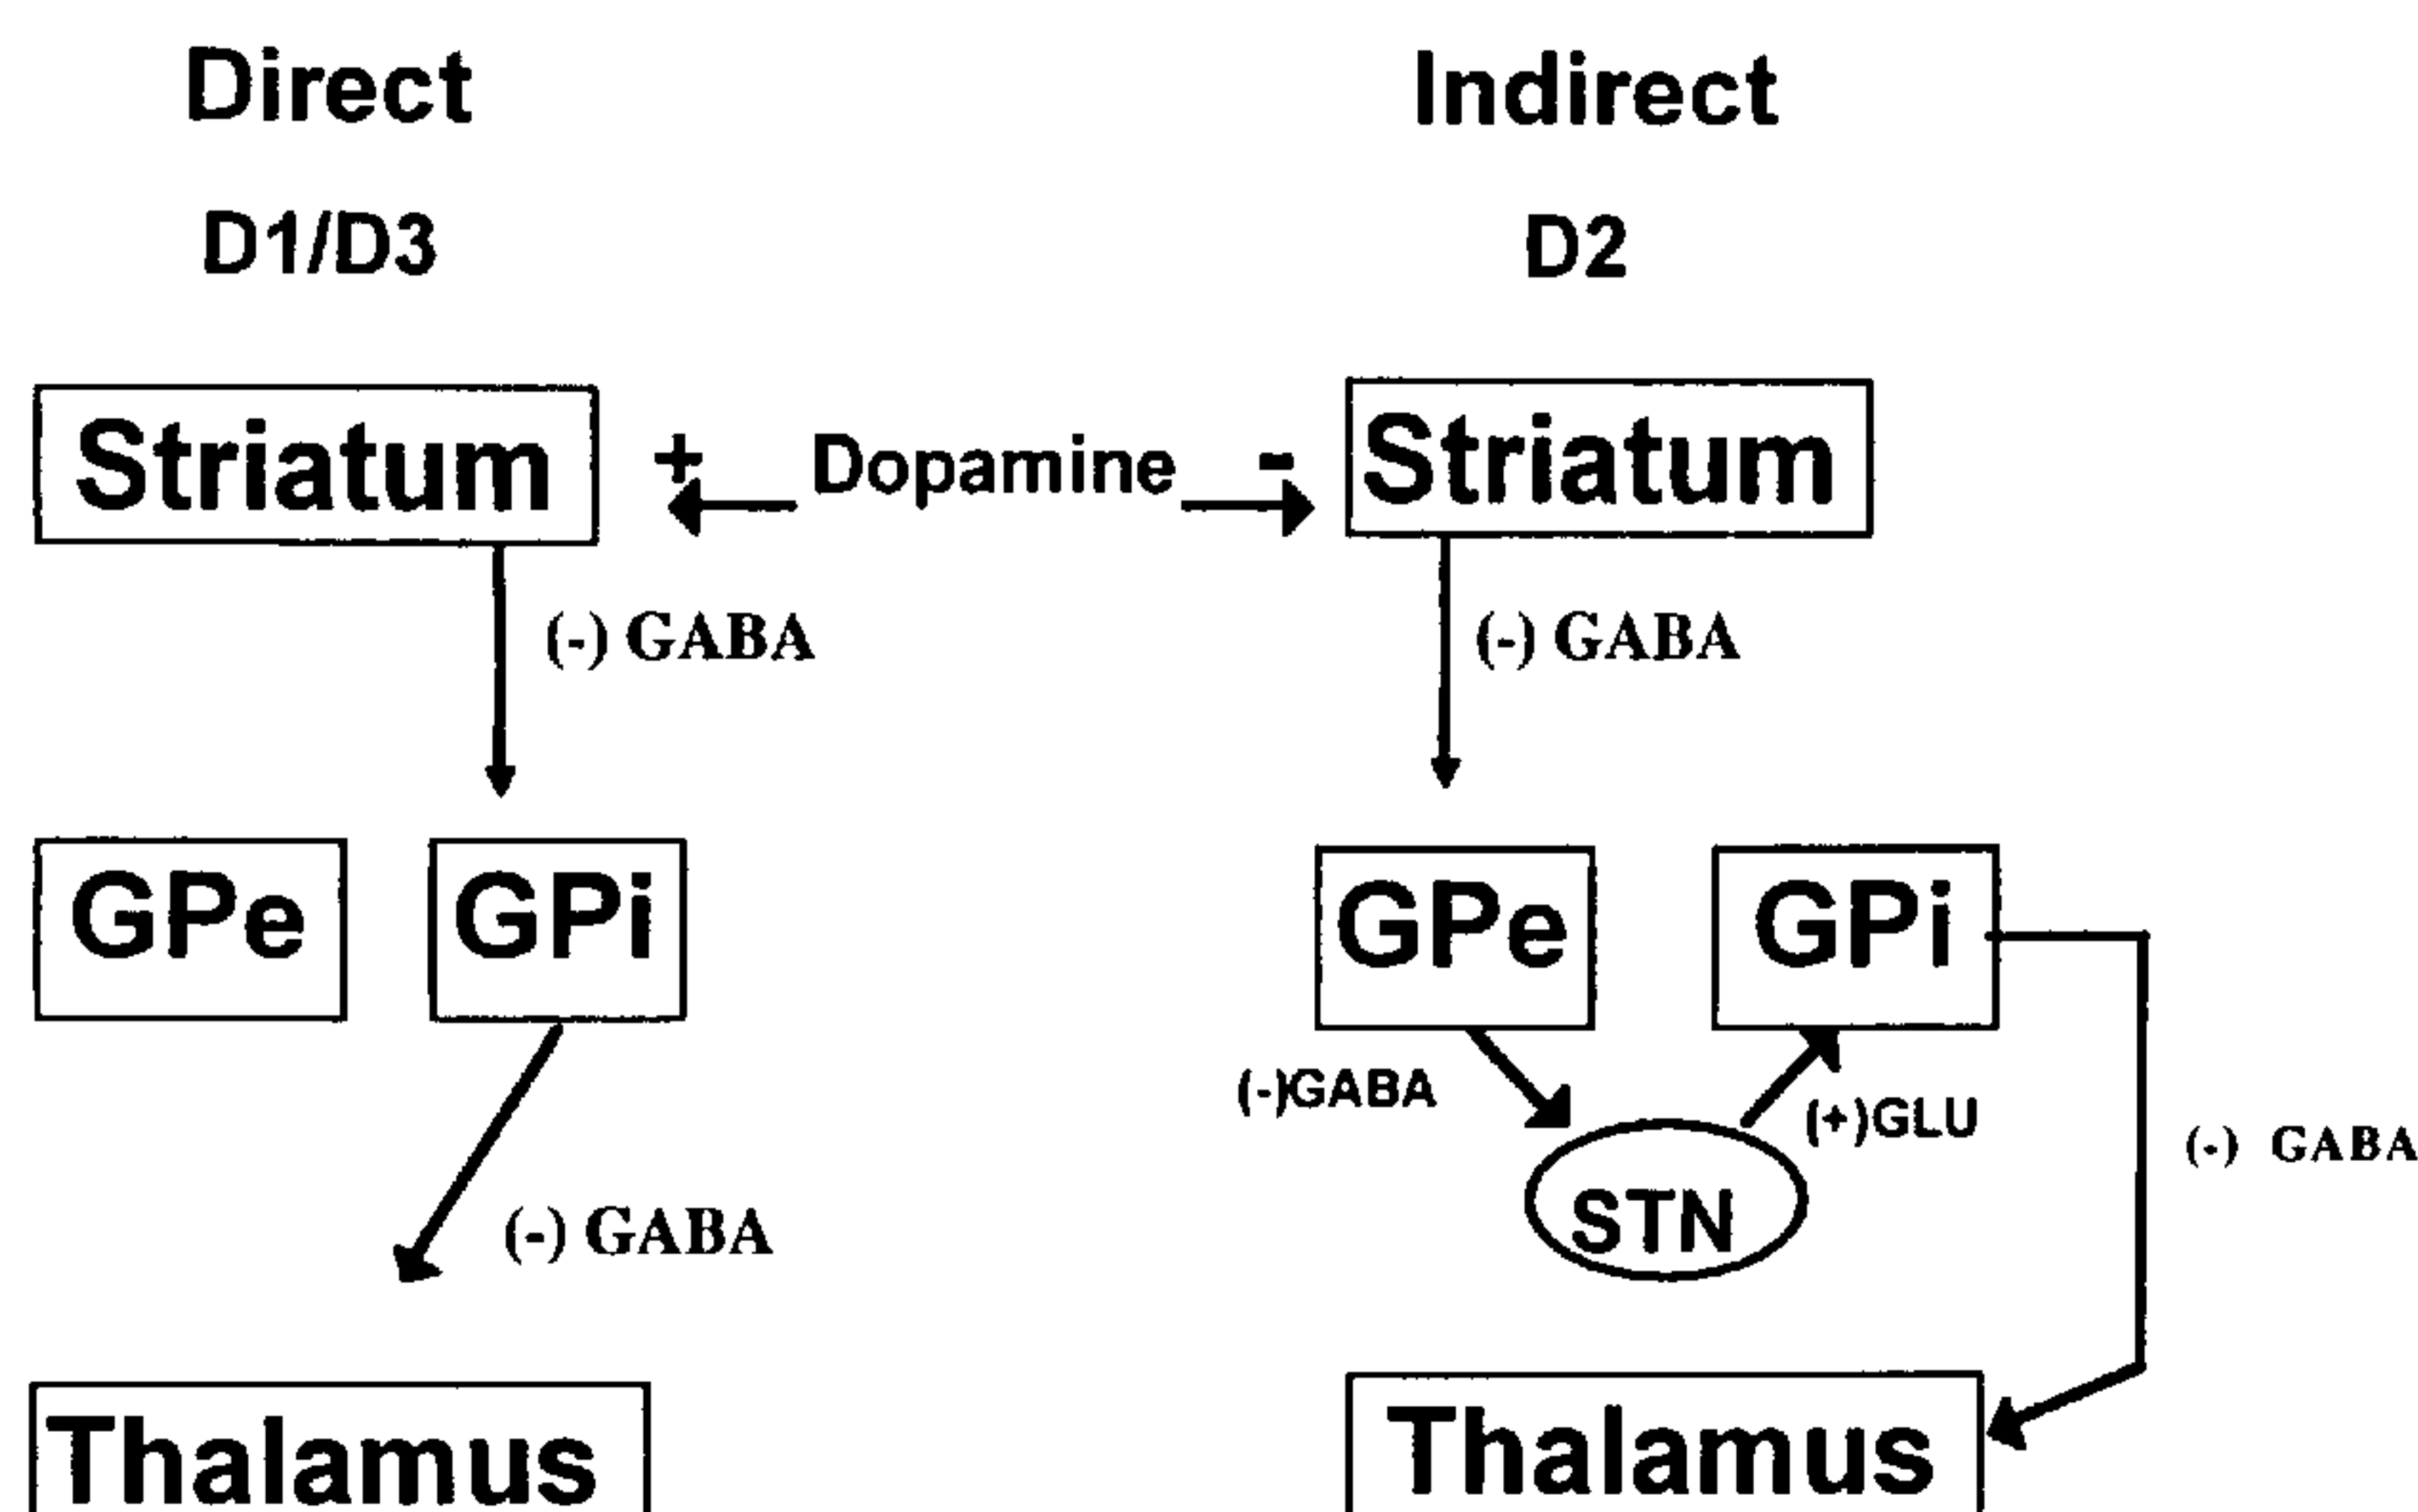 Direct
Indirect
D1/D3
D2
Striatum
+
Dopamine
-
Striatum
(-) GABA
(-) GABA
GPe
GPi
GPe
GPi
(-)GABA
(+)GLU
(-) GABA
STN
(-) GABA
Thalamus
Thalamus